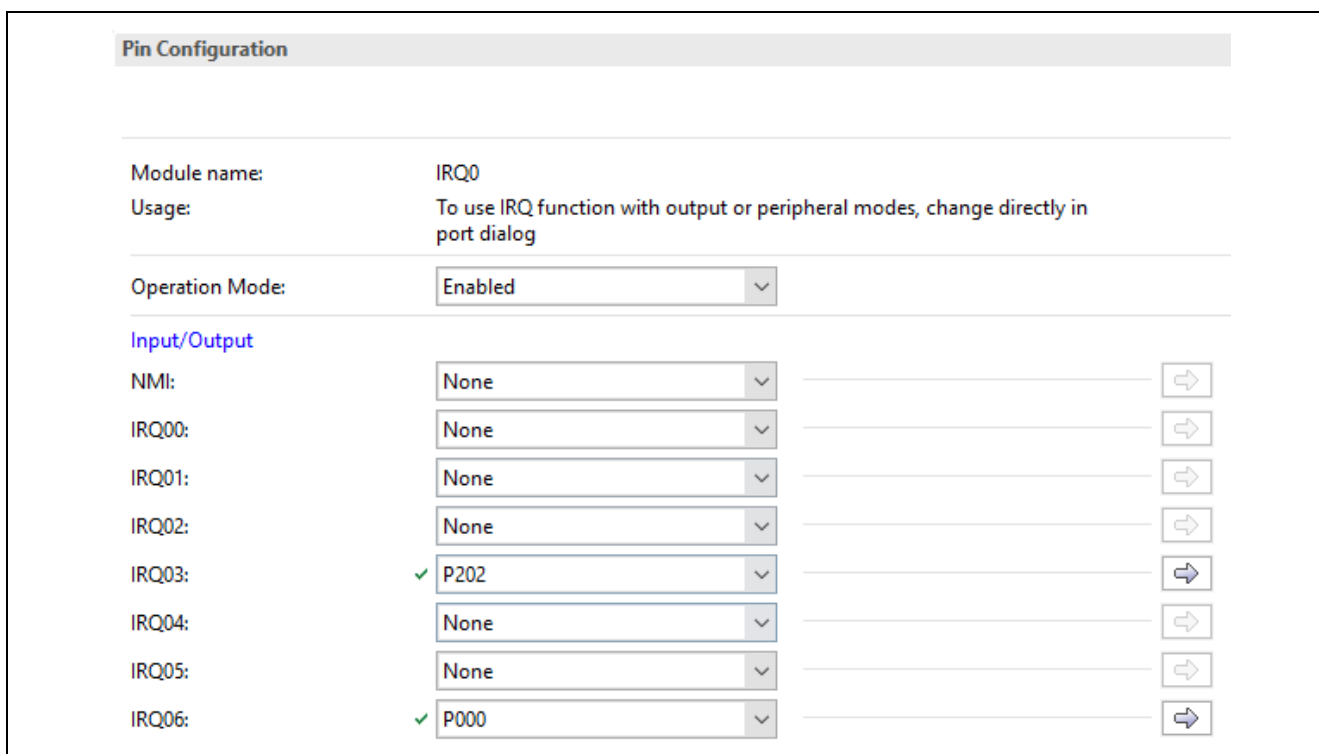 Pin Configuration
Module name: IRQ0
Usage: To use IRQ function with output or peripheral modes, change directly in
port dialog
Operation Mode: Enabled
Input/Output
NMI: None
IRQ00: None
IRQ01: None
IRQ02: None
IRQ03: P202
IRQ04: None
IRQ05: None
IRQ06: P000